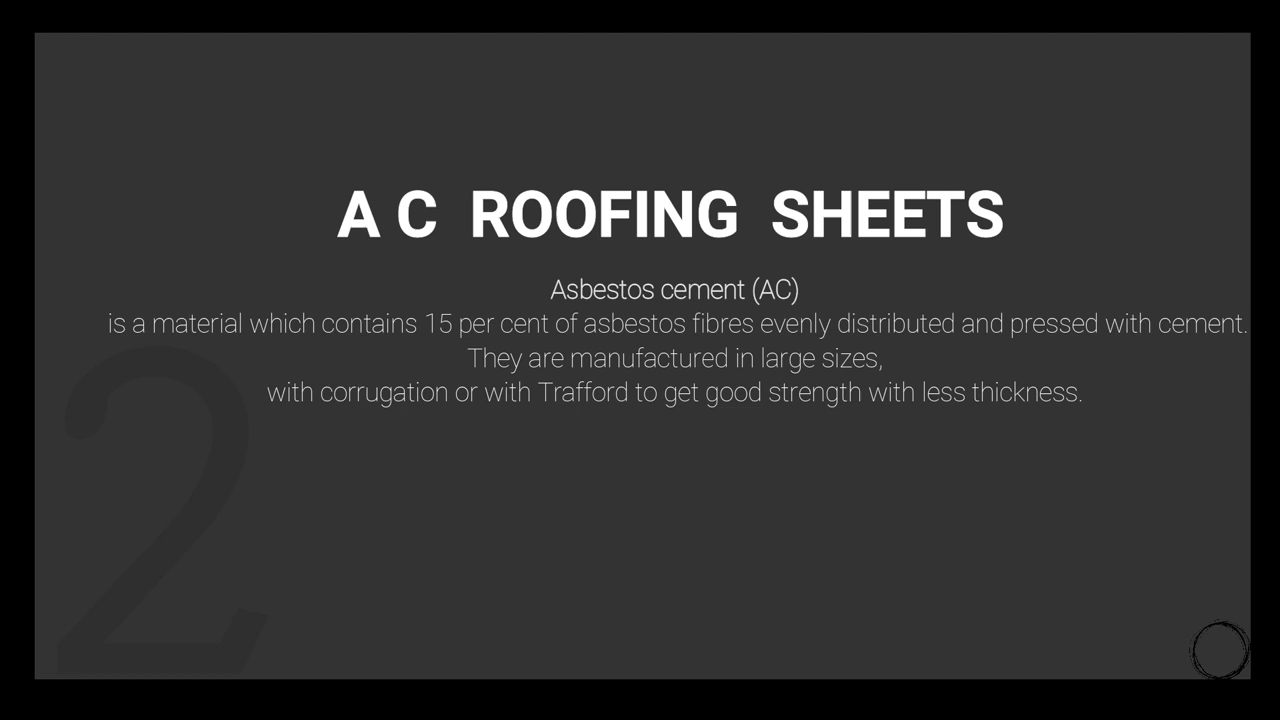 A C ROOFING SHEETS
Asbestos cement (AC)
is a material which contains 15 per cent of asbestos fibres evenly distributed and pressed with cement.
They are manufactured in large sizes,
with corrugation or with Trafford to get good strength with less thickness.
2